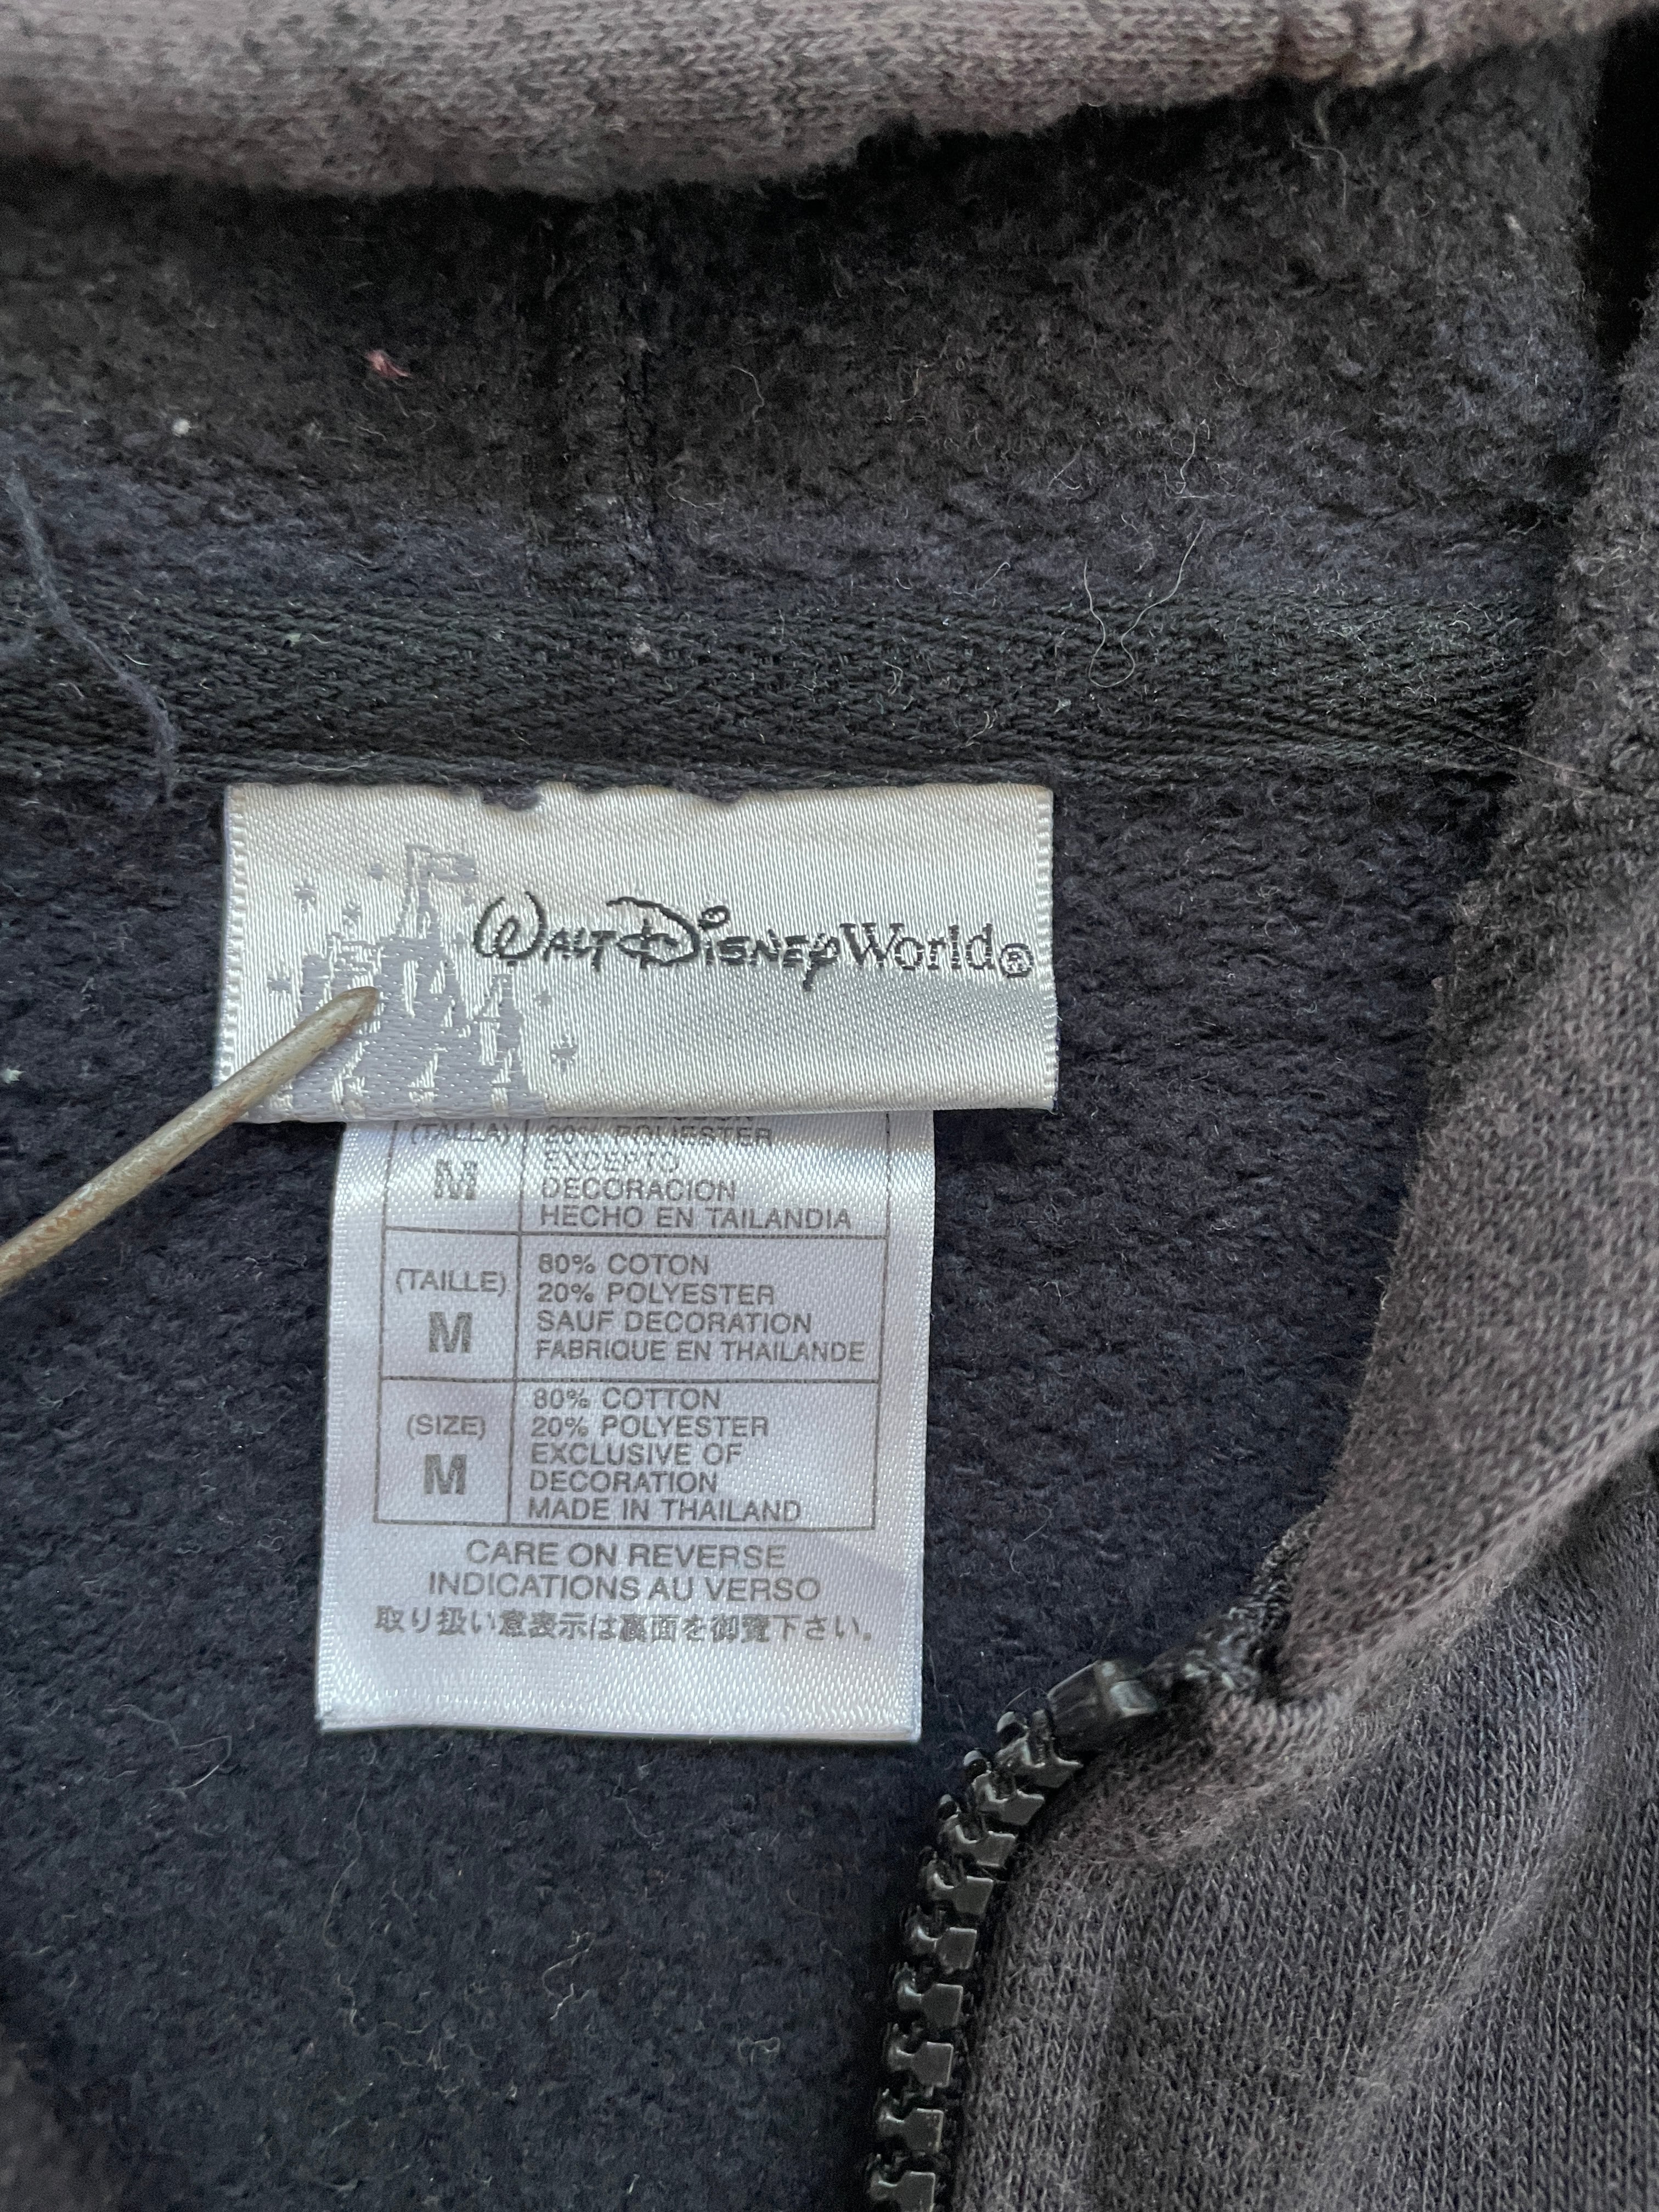 WALT DISNEY World®
(TALLA)
M
20% POLIESTER
EXCEPTO
DECORACION
HECHO EN TAILANDIA
(TAILLE)
M
80% COTON
20% POLYESTER
SAUF DECORATION
FABRIQUE EN THAILANDE
(SIZE)
M
80% COTTON
20% POLYESTER
EXCLUSIVE OF
DECORATION
MADE IN THAILAND
CARE ON REVERSE
INDICATIONS AU VERSO
取り扱い意表示は裏面を御覧下さい。